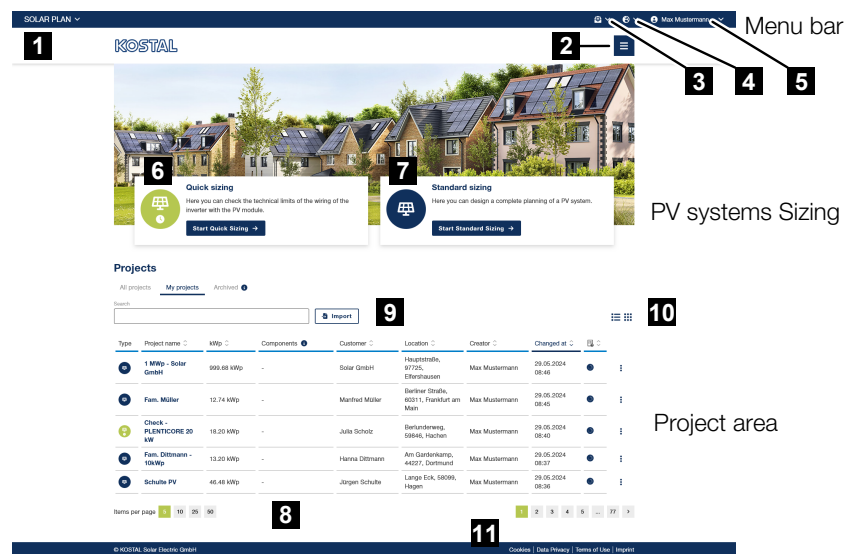 SOLAR PLAN Max Mustermann Menu bar
1 KOSTAL 2
3 4 5
6 7
Quick sizing
Here you can check the technical limits of the wiring of the
inverter with the PV module.
Start Quick Sizing →
Standard sizing
Here you can design a complete planning of a PV system.
Start Standard Sizing →
PV systems Sizing
Projects
All projects My projects Archived
Search
Import 9 10
Type Project name kWp Components Customer Location Creator Changed at
1 MWp - Solar
GmbH
999.68 kWp - Solar GmbH
Hauptstraße,
97725,
Elfershausen
Max Mustermann
29.05.2024
08:46
Fam. Müller 12.74 kWp - Manfred Müller
Berliner Straße,
60311, Frankfurt am
Main
Max Mustermann
29.05.2024
08:45
Check -
PLENTICORE 20
kW
18.20 kWp - Julia Scholz
Berlunderweg,
59846, Hachen
Max Mustermann
29.05.2024
08:40
Project area
Fam. Dittmann -
10kWp
13.20 kWp - Hanna Dittmann
Am Gardenkamp,
44227, Dortmund
Max Mustermann
29.05.2024
08:37
Schulte PV 46.48 kWp - Jürgen Schulte
Lange Eck, 58099,
Hagen
Max Mustermann
29.05.2024
08:36
Items per page 5 10 25 50 8 1 2 3 4 5 ... 77 >
11
© KOSTAL Solar Electric GmbH Cookies | Data Privacy | Terms of Use | Imprint